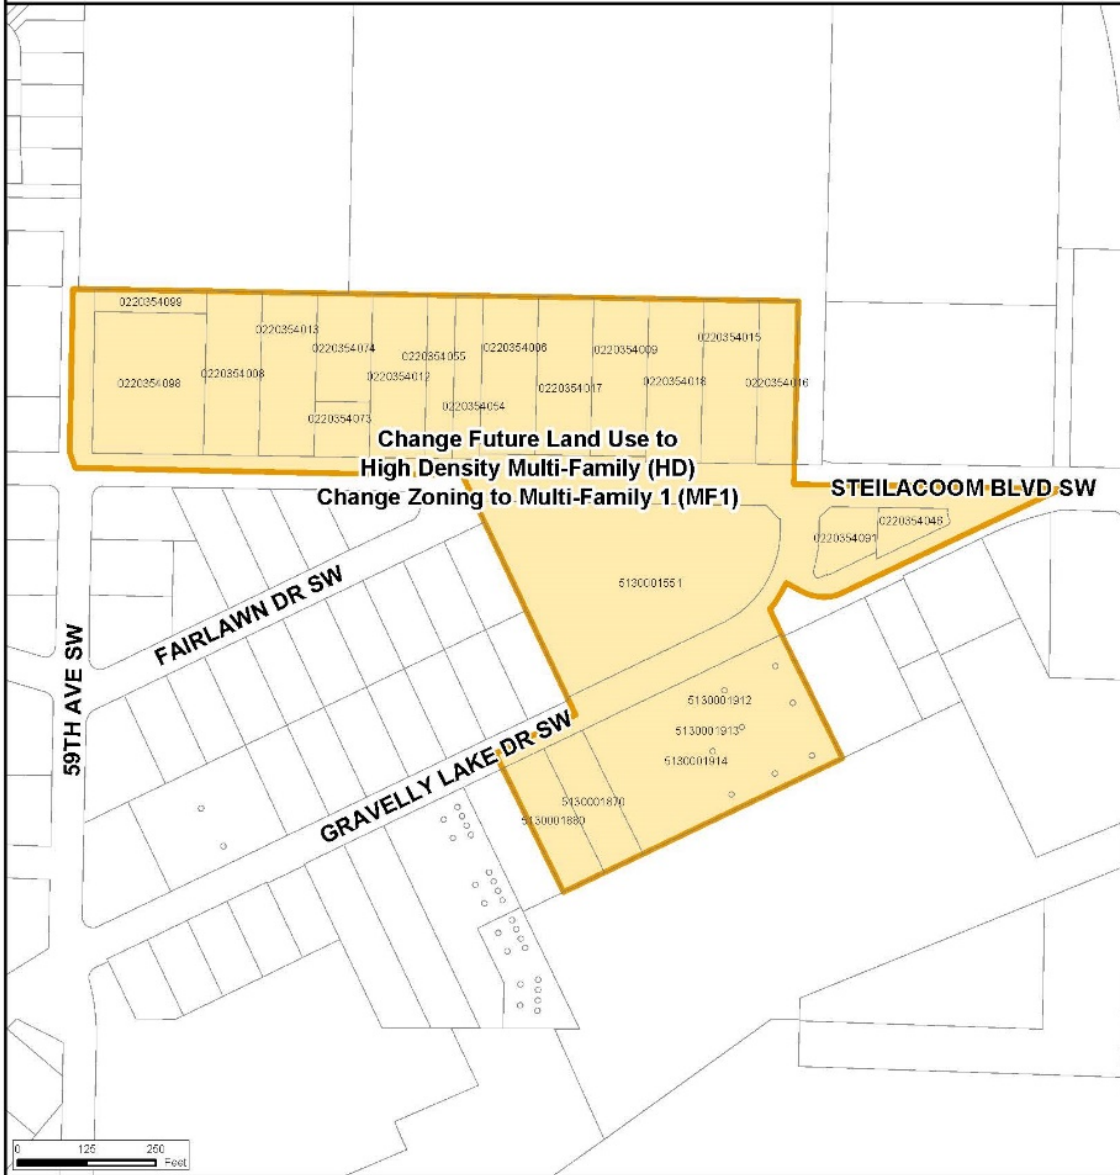 0220354099
0220354013
0220354015
0220354074
0220354006
0220354009
0220354055
0220354008
0220354012
0220354018
0220354016
0220354098
0220354017
0220354054
0220354073
Change Future Land Use to
High Density Multi-Family (HD)
Change Zoning to Multi-Family 1 (MF1)
STEILACOOM BLVD SW
0220354046
0220354091
5130001551
FAIRLAWN DR SW
59TH AVE SW
5130001912
5130001913
5130001914
GRAVELLY LAKE DR SW
5130001870
5130001880
0 125 250
Feet